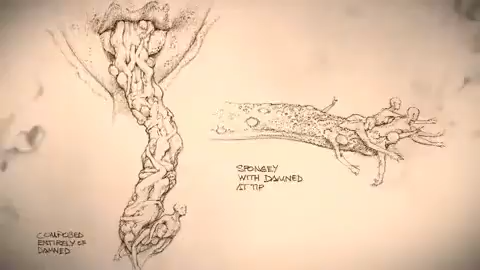 COMPOSED
ENTIRELY OF
DAMNED
SPONGEY
WITH DAMNED
AT TIP